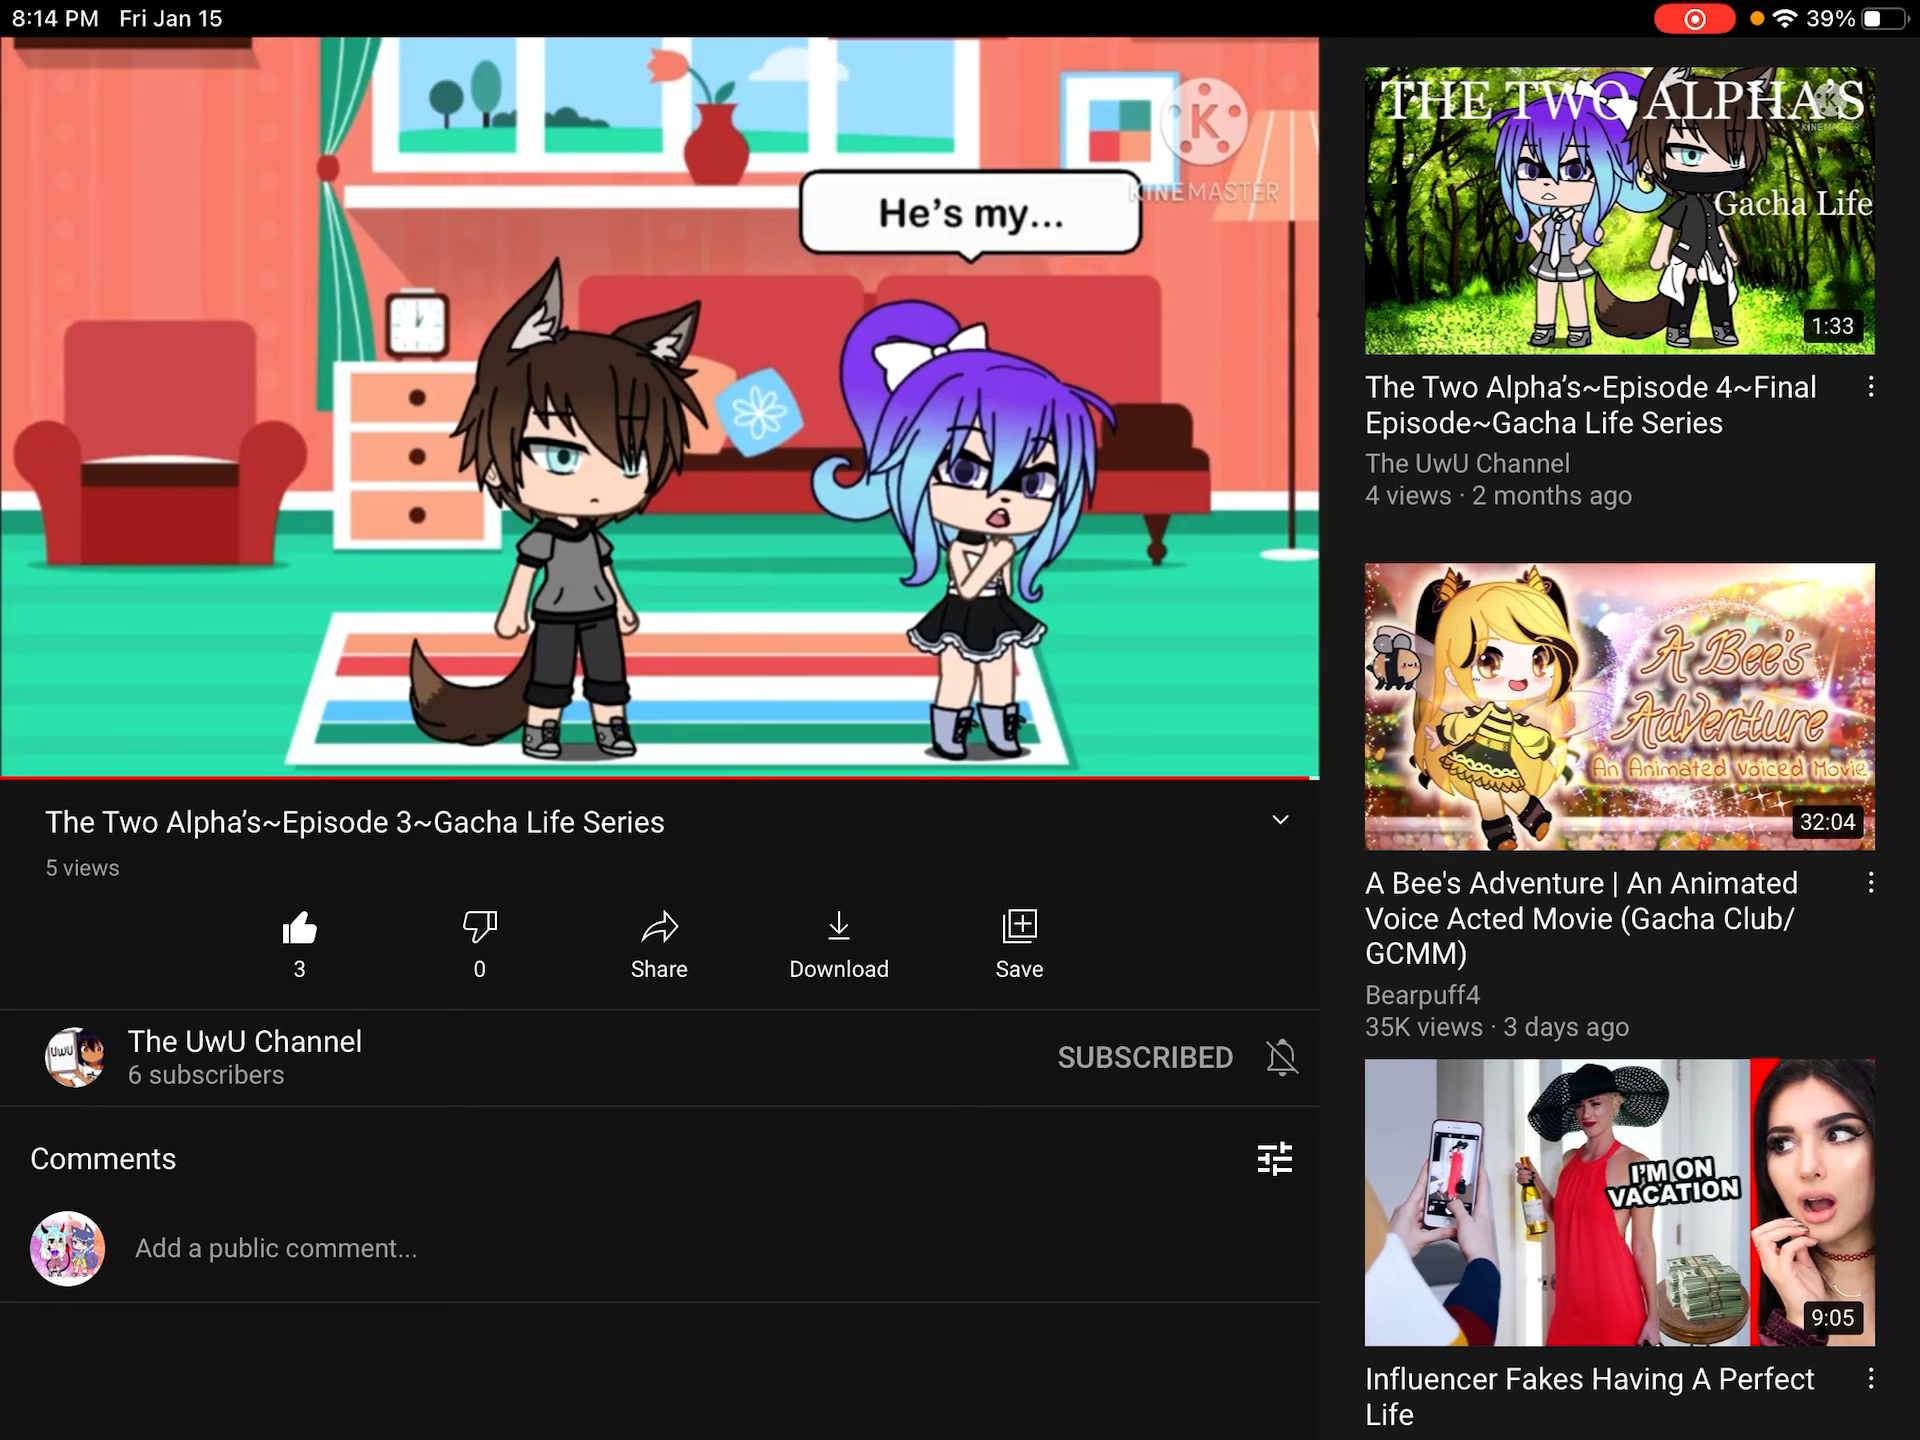 8:14 PM Fri Jan 15
39%
He's my...
K
KINEMASTER
The Two Alpha’s~Episode 3~Gacha Life Series
5 views
3
0
Share
Download
Save
UWU
The UwU Channel
6 subscribers
SUBSCRIBED
Comments
Add a public comment...
THE TWO ALPHA'S
K
KINEMASTER
Gacha Life
1:33
The Two Alpha’s~Episode 4~Final
Episode~Gacha Life Series
The UwU Channel
4 views · 2 months ago
A Bee's
Adventure
An Animated Voiced Movie
32:04
A Bee's Adventure | An Animated
Voice Acted Movie (Gacha Club/
GCMM)
Bearpuff4
35K views · 3 days ago
I'M ON
VACATION
9:05
Influencer Fakes Having A Perfect
Life